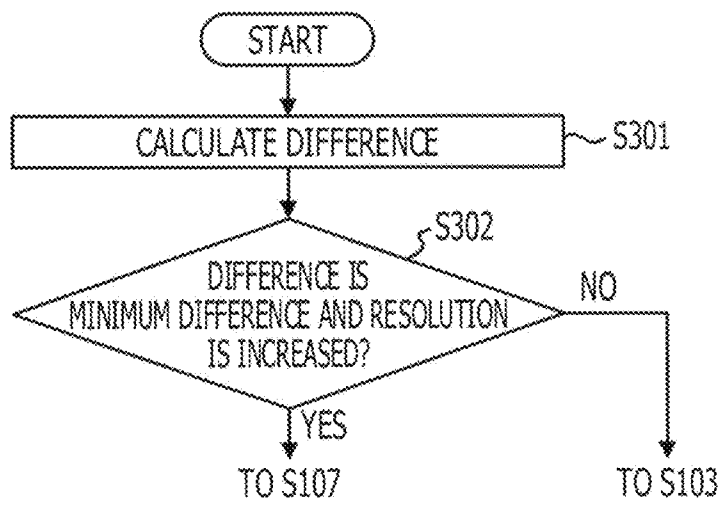 START
CALCULATE DIFFERENCE
S301
S302
DIFFERENCE IS
MINIMUM DIFFERENCE AND RESOLUTION
IS INCREASED?
NO
YES
TO S107
TO S103